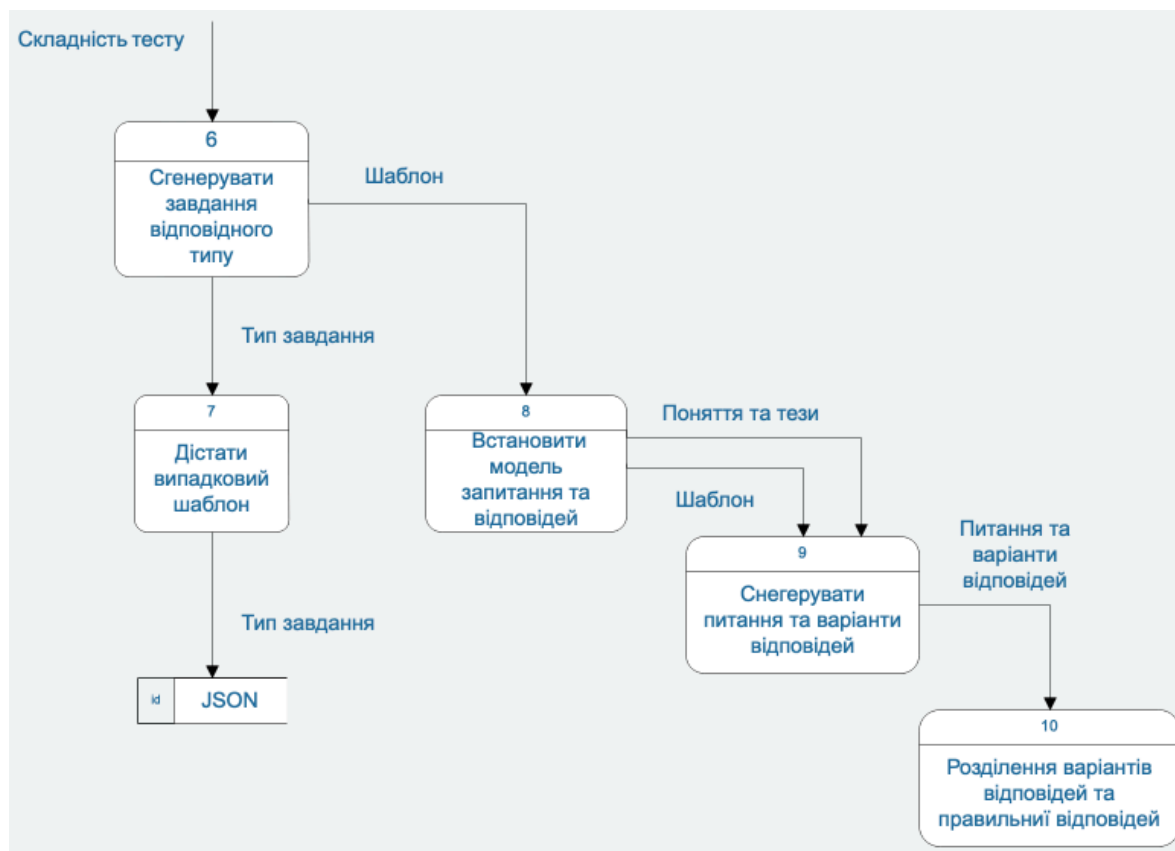 Складність тесту
6
Сгенерувати
завдання
відповідного
типу
Шаблон
Тип завдання
7
Дістати
випадковий
шаблон
8
Встановити
модель
запитання та
відповідей
Поняття та тези
Шаблон
9
Снегерувати
питання та варіанти
відповідей
Питання та
варіанти
відповідей
Тип завдання
id
JSON
10
Розділення варіантів
відповідей та
правильниї відповідей